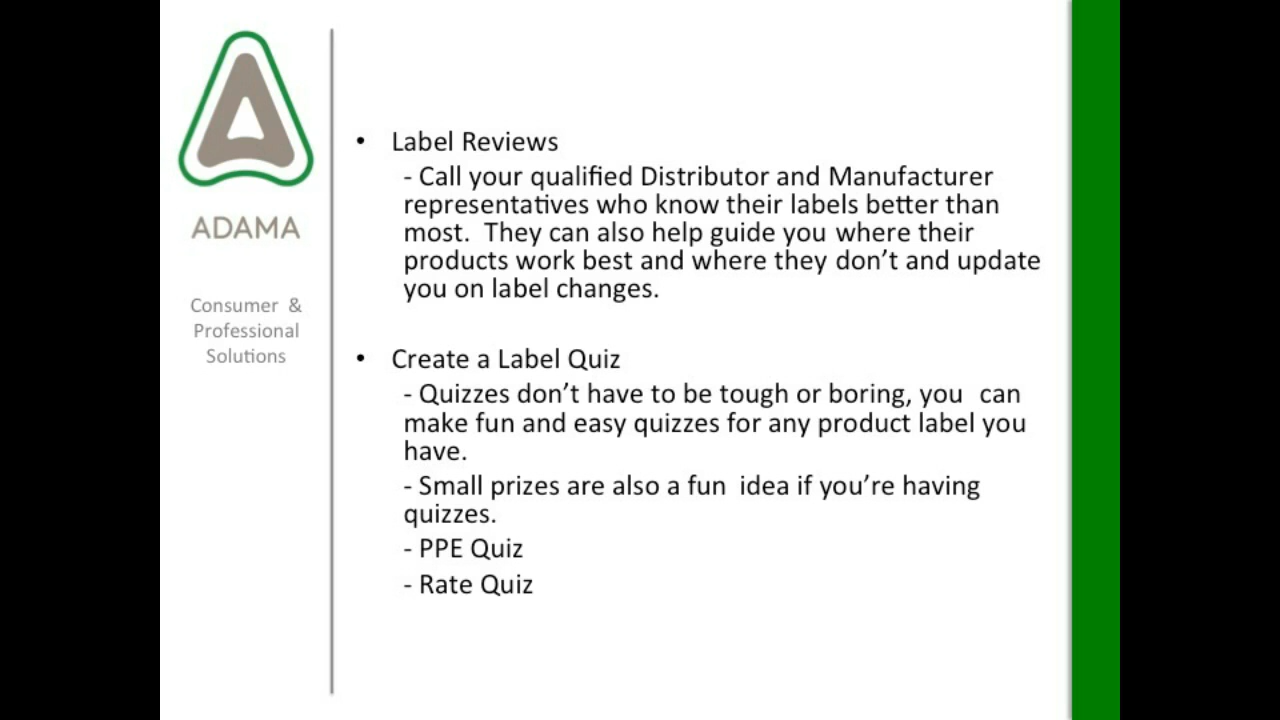 ADAMA
Consumer &
Professional
Solutions
• Label Reviews
- Call your qualified Distributor and Manufacturer
representatives who know their labels better than
most. They can also help guide you where their
products work best and where they don’t and update
you on label changes.
• Create a Label Quiz
- Quizzes don’t have to be tough or boring, you can
make fun and easy quizzes for any product label you
have.
- Small prizes are also a fun idea if you’re having
quizzes.
- PPE Quiz
- Rate Quiz